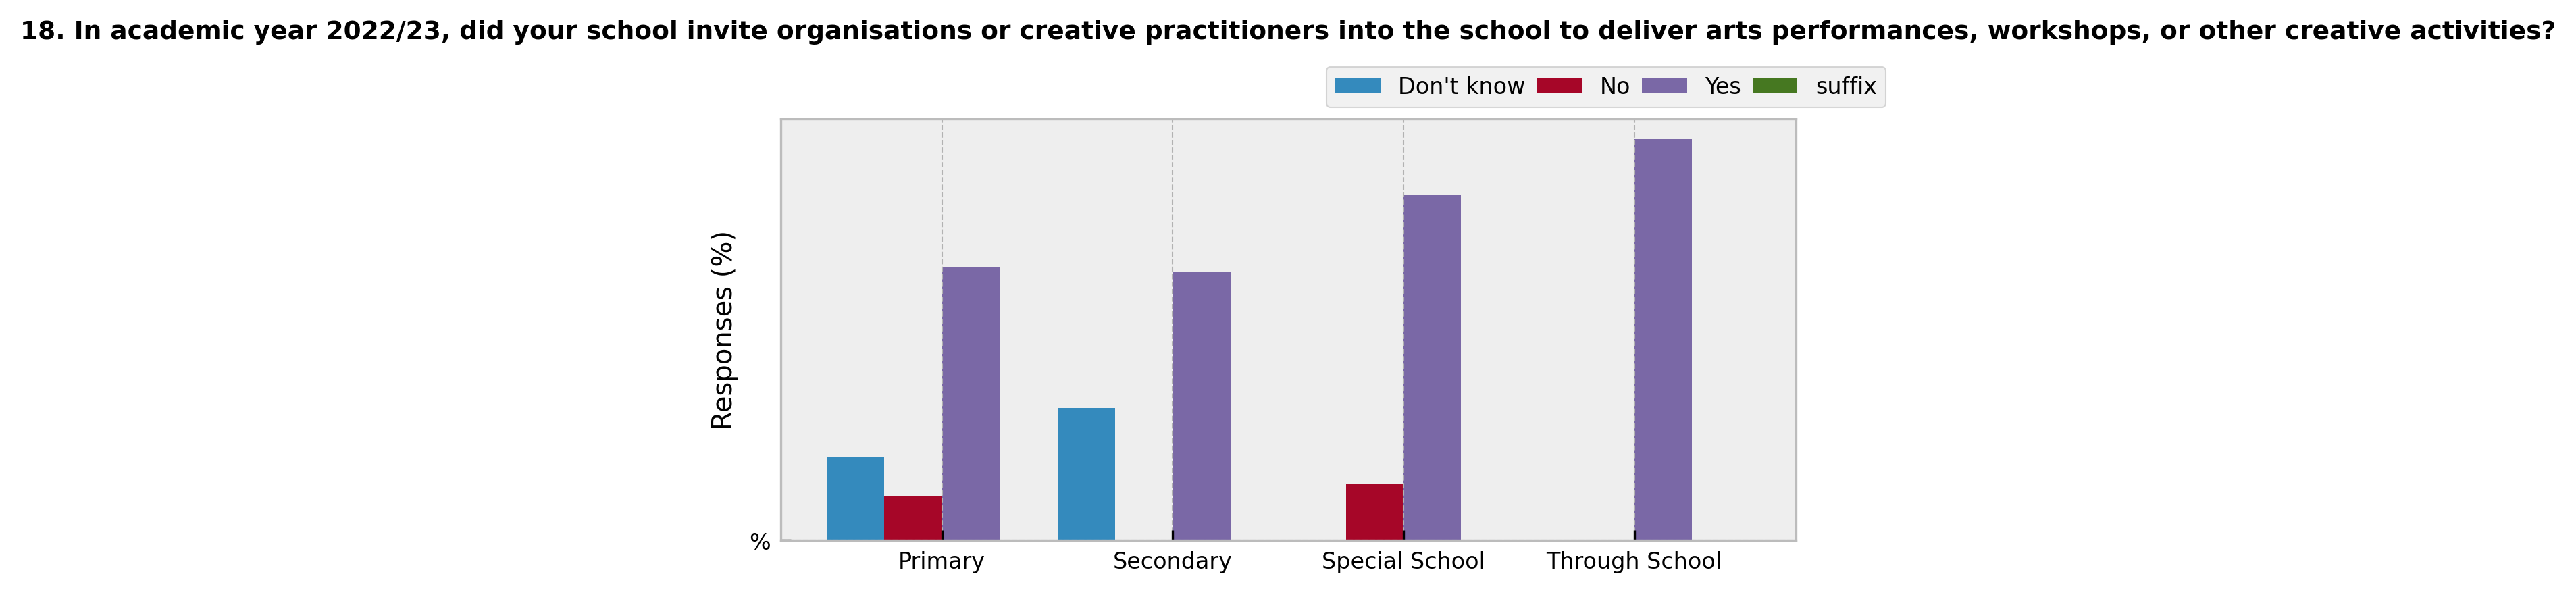 18. In academic year 2022/23, did your school invite organisations or creative practitioners into the school to deliver arts performances, workshops, or other creative activities?
Don't know No Yes suffix
Responses (%)
%
Primary Secondary Special School Through School